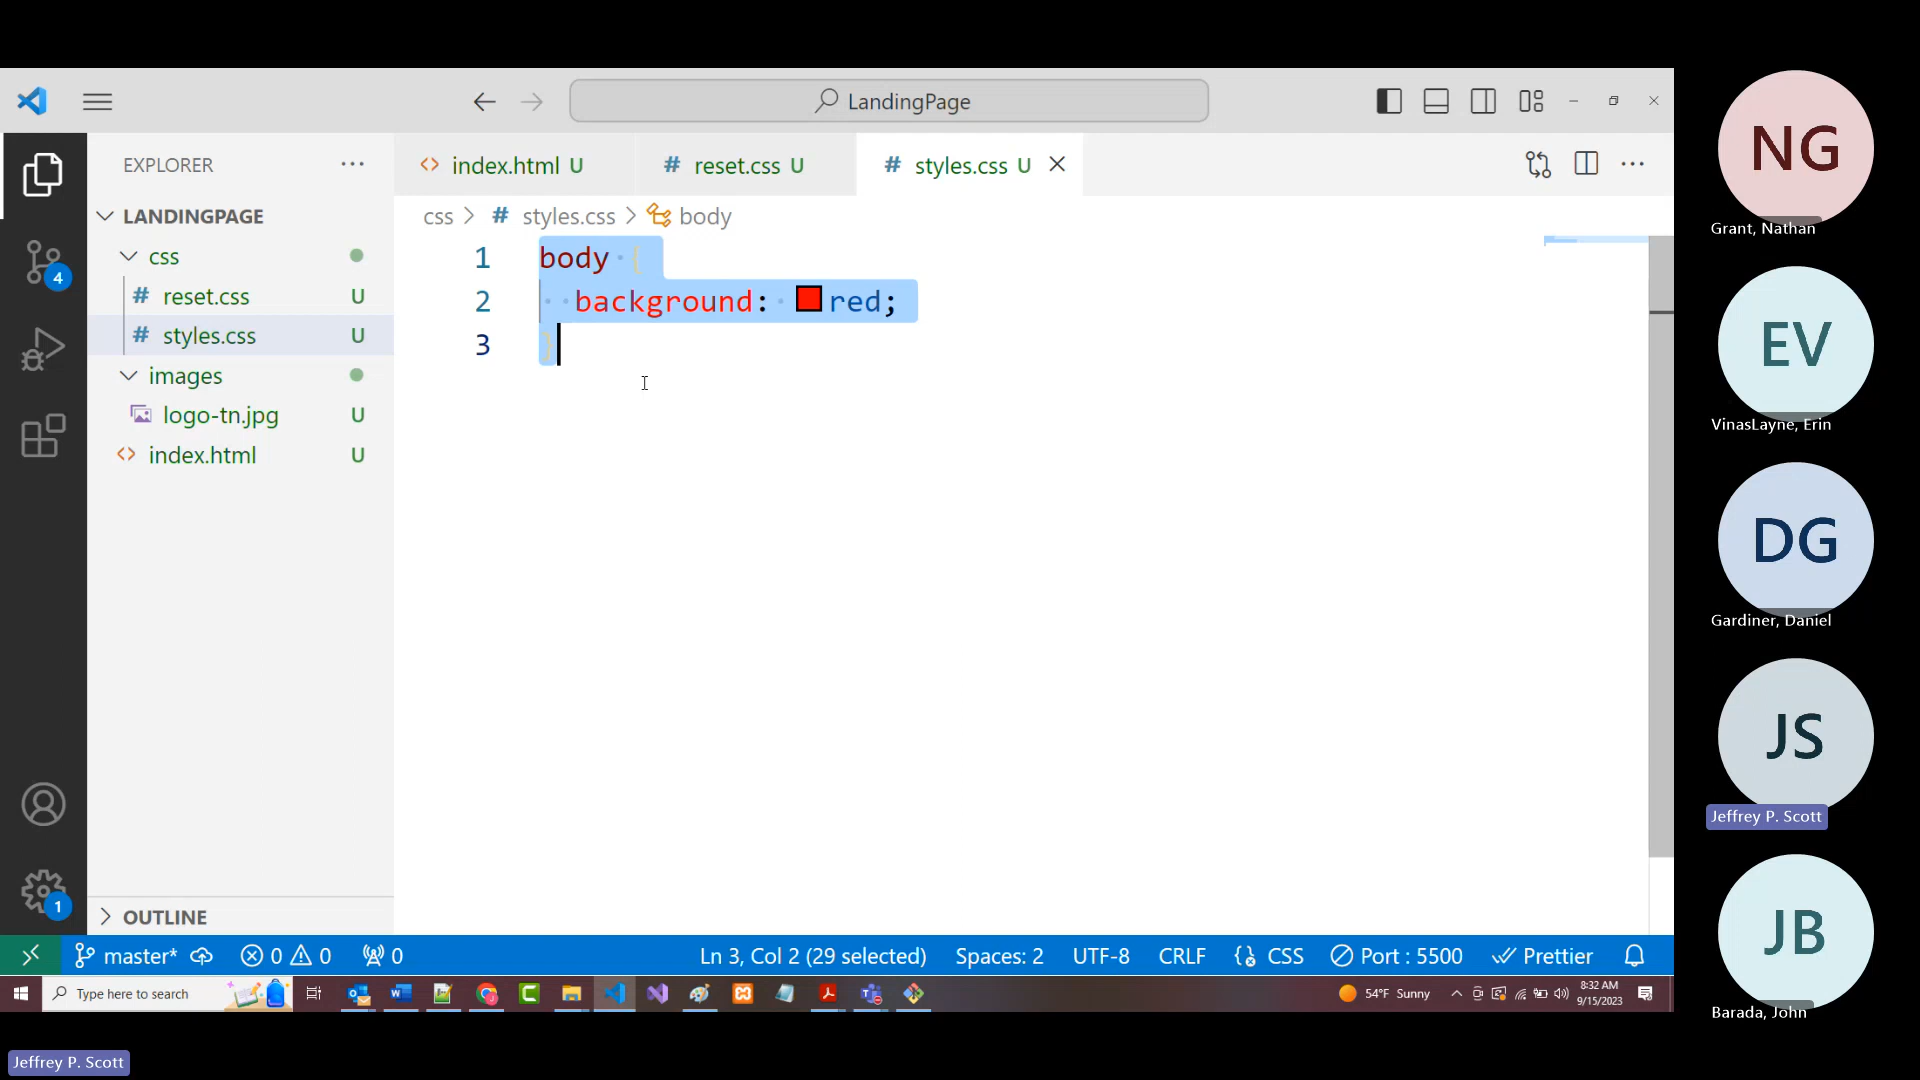 LandingPage
EXPLORER
index.html U
reset.css U
styles.css U
LANDINGPAGE
css > # styles.css > body
css
reset.css U
styles.css U
images
logo-tn.jpg U
index.html U
1 body {
2 background: red;
3 }
4
1
OUTLINE
master* 0 0 0
Ln 3, Col 2 (29 selected) Spaces: 2 UTF-8 CRLF CSS Port : 5500 Prettier
Type here to search
54°F Sunny
8:32 AM
9/15/2023
NG
Grant, Nathan
EV
VinasLayne, Erin
DG
Gardiner, Daniel
JS
Jeffrey P. Scott
JB
Barada, John
Jeffrey P. Scott